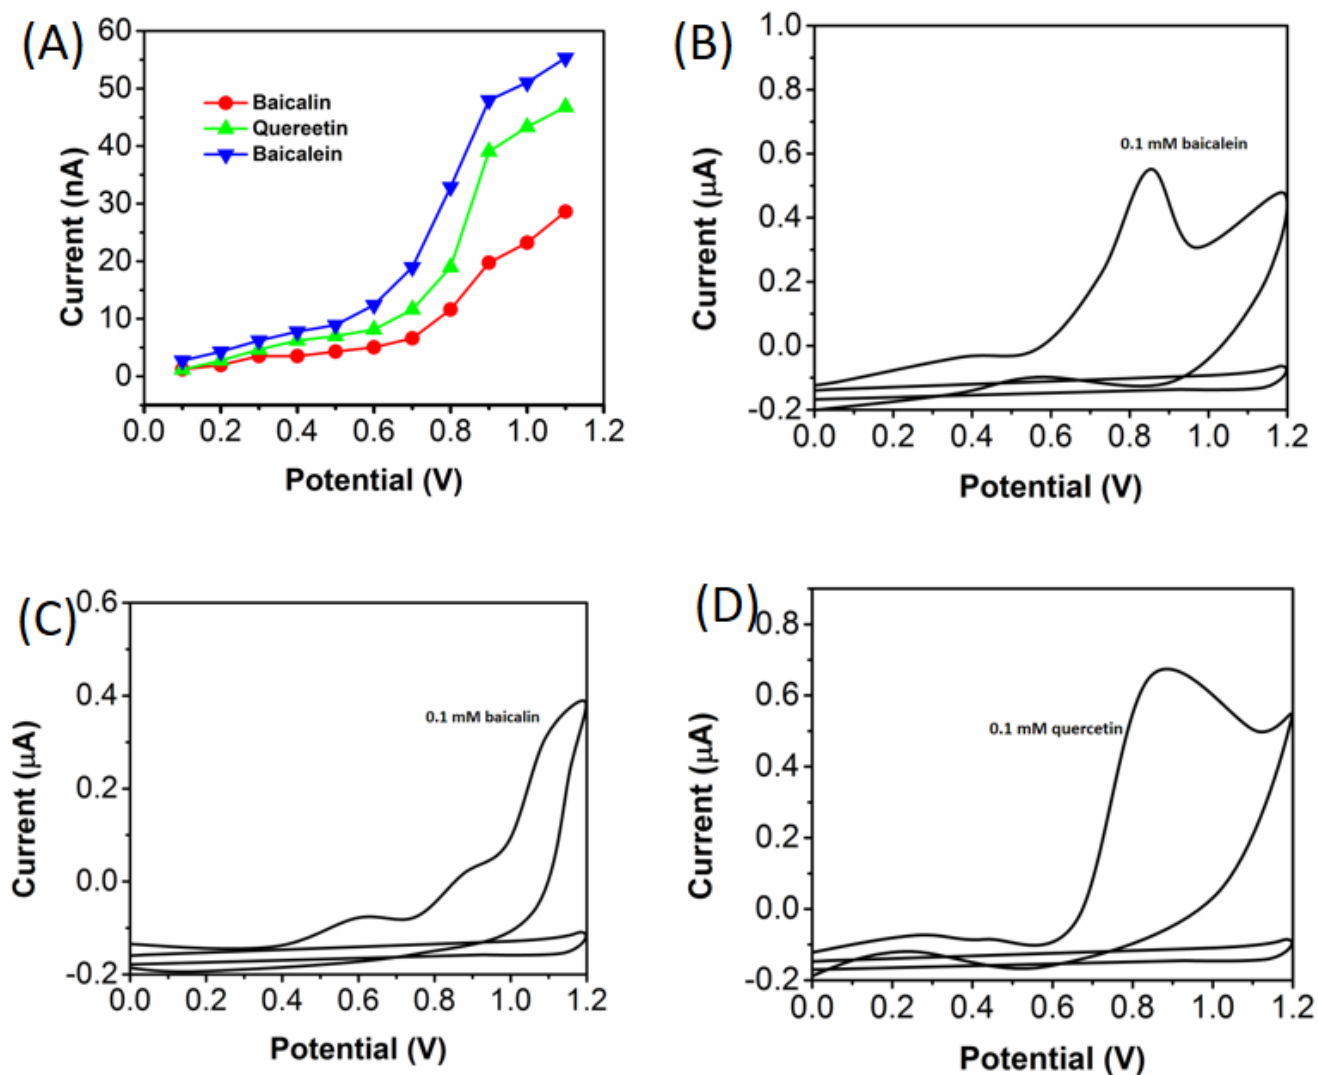 (A)
60
50
40
30
20
10
0
Current (nA)
Baicalin
Quereetin
Baicalein
0.0 0.2 0.4 0.6 0.8 1.0 1.2
Potential (V)
(B)
1.0
0.8
0.6
0.4
0.2
0.0
-0.2
Current (μA)
0.1 mM baicalein
0.0 0.2 0.4 0.6 0.8 1.0 1.2
Potential (V)
(C)
0.6
0.4
0.2
0.0
-0.2
Current (μA)
0.1 mM baicalin
0.0 0.2 0.4 0.6 0.8 1.0 1.2
Potential (V)
(D)
0.8
0.6
0.4
0.2
0.0
-0.2
Current (μA)
0.1 mM quercetin
0.0 0.2 0.4 0.6 0.8 1.0 1.2
Potential (V)